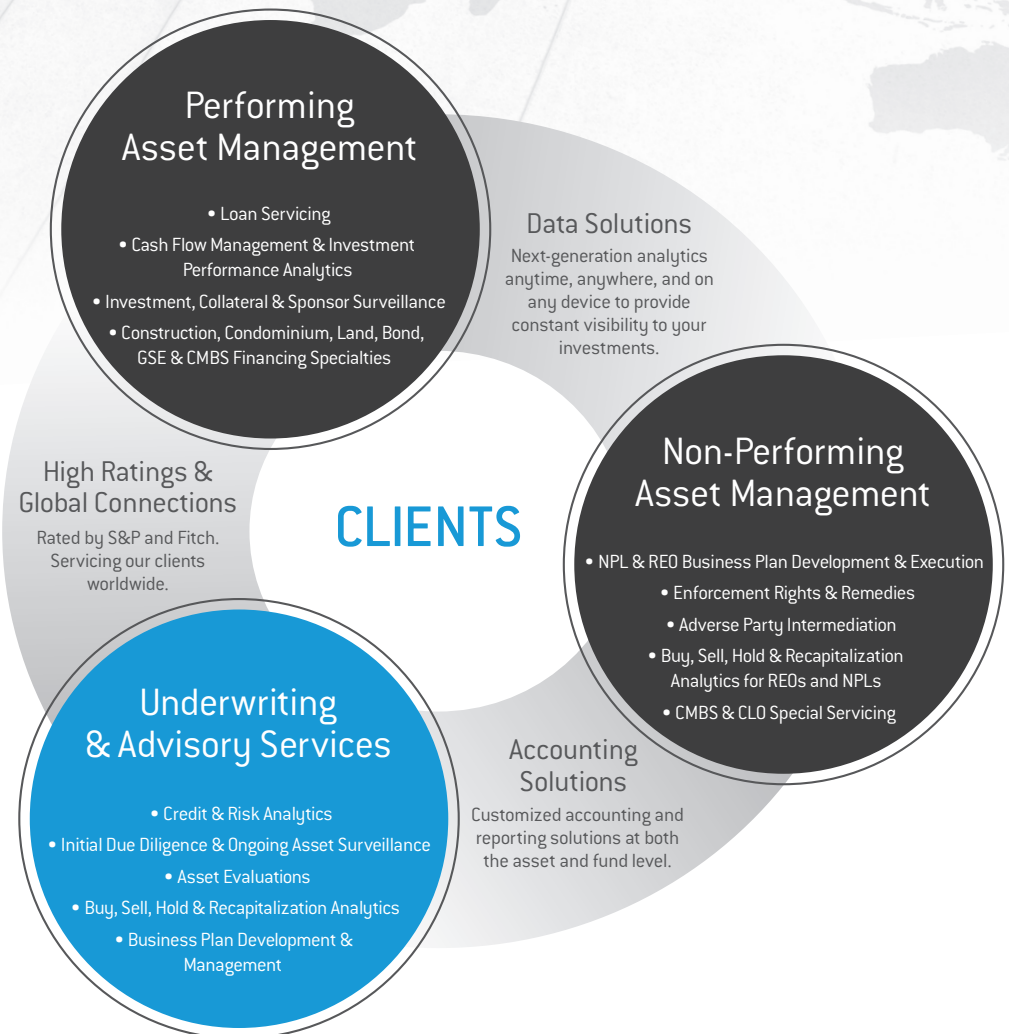 Performing
Asset Management
• Loan Servicing
• Cash Flow Management & Investment
Performance Analytics
• Investment, Collateral & Sponsor Surveillance
• Construction, Condominium, Land, Bond,
GSE & CMBS Financing Specialties
Data Solutions
Next-generation analytics
anytime, anywhere, and on
any device to provide
constant visibility to your
investments.
High Ratings &
Global Connections
Rated by S&P and Fitch.
Servicing our clients
worldwide.
CLIENTS
Non-Performing
Asset Management
• NPL & REO Business Plan Development & Execution
• Enforcement Rights & Remedies
• Adverse Party Intermediation
• Buy, Sell, Hold & Recapitalization
Analytics for REOs and NPLs
• CMBS & CLO Special Servicing
Underwriting
& Advisory Services
• Credit & Risk Analytics
• Initial Due Diligence & Ongoing Asset Surveillance
• Asset Evaluations
• Buy, Sell, Hold & Recapitalization Analytics
• Business Plan Development &
Management
Accounting
Solutions
Customized accounting and
reporting solutions at both
the asset and fund level.